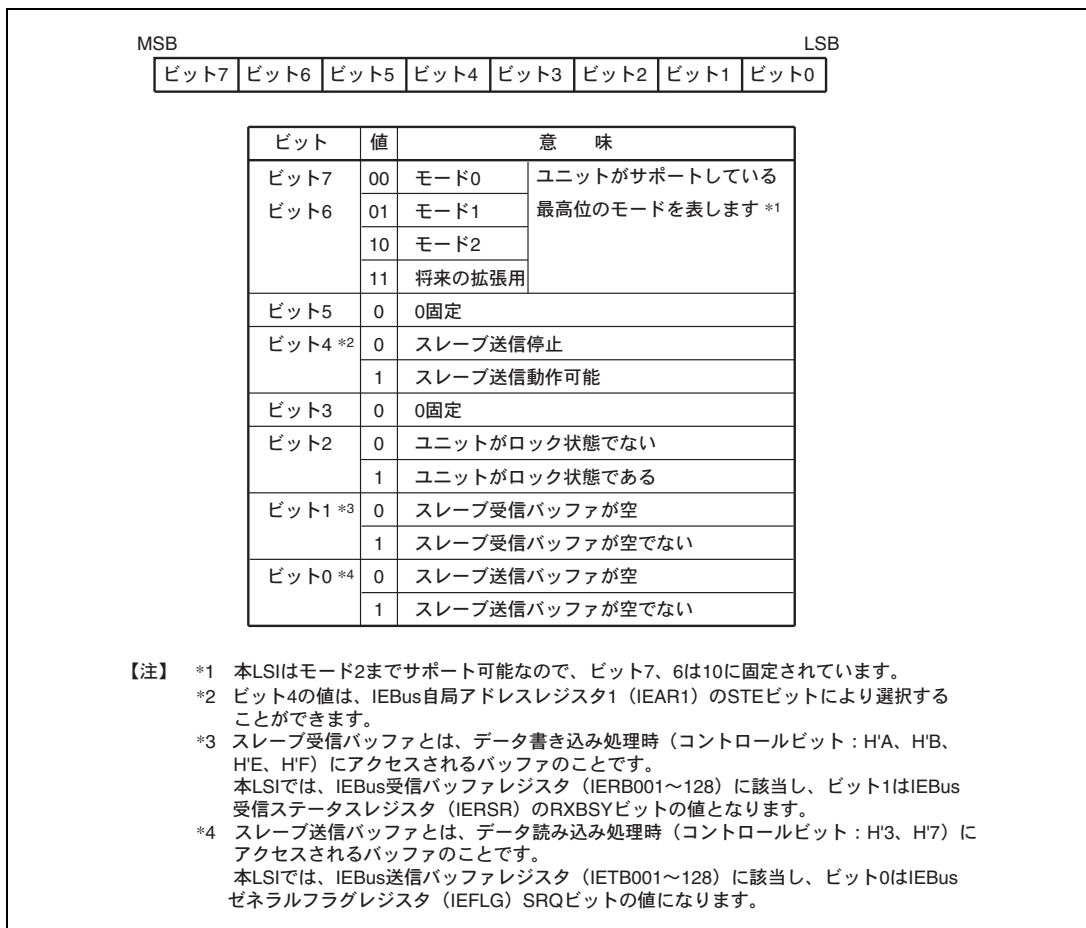 MSB LSB
ビット7 ビット6 ビット5 ビット4 ビット3 ビット2 ビット1 ビット0
ビット 値 意 味
ビット7 00 モード0 ユニットがサポートしている
ビット6 01 モード1 最高位のモードを表します *1
10 モード2
11 将来の拡張用
ビット5 0 0固定
ビット4 *2 0 スレーブ送信停止
1 スレーブ送信動作可能
ビット3 0 0固定
ビット2 0 ユニットがロック状態でない
1 ユニットがロック状態である
ビット1 *3 0 スレーブ受信バッファが空
1 スレーブ受信バッファが空でない
ビット0 *4 0 スレーブ送信バッファが空
1 スレーブ送信バッファが空でない
【注】 *1 本LSIはモード2までサポート可能なので、ビット7、6は10に固定されています。
*2 ビット4の値は、IEBus自局アドレスレジスタ1（IEAR1）のSTEビットにより選択する
ことができます。
*3 スレーブ受信バッファとは、データ書き込み処理時（コントロールビット：H'A、H'B、
H'E、H'F）にアクセスされるバッファのことです。
本LSIでは、IEBus受信バッファレジスタ（IERB001～128）に該当し、ビット1はIEBus
受信ステータスレジスタ（IERSR）のRXBSYビットの値となります。
*4 スレーブ送信バッファとは、データ読み込み処理時（コントロールビット：H'3、H'7）に
アクセスされるバッファのことです。
本LSIでは、IEBus送信バッファレジスタ（IETB001～128）に該当し、ビット0はIEBus
ゼネラルフラグレジスタ（IEFLG）SRQビットの値になります。